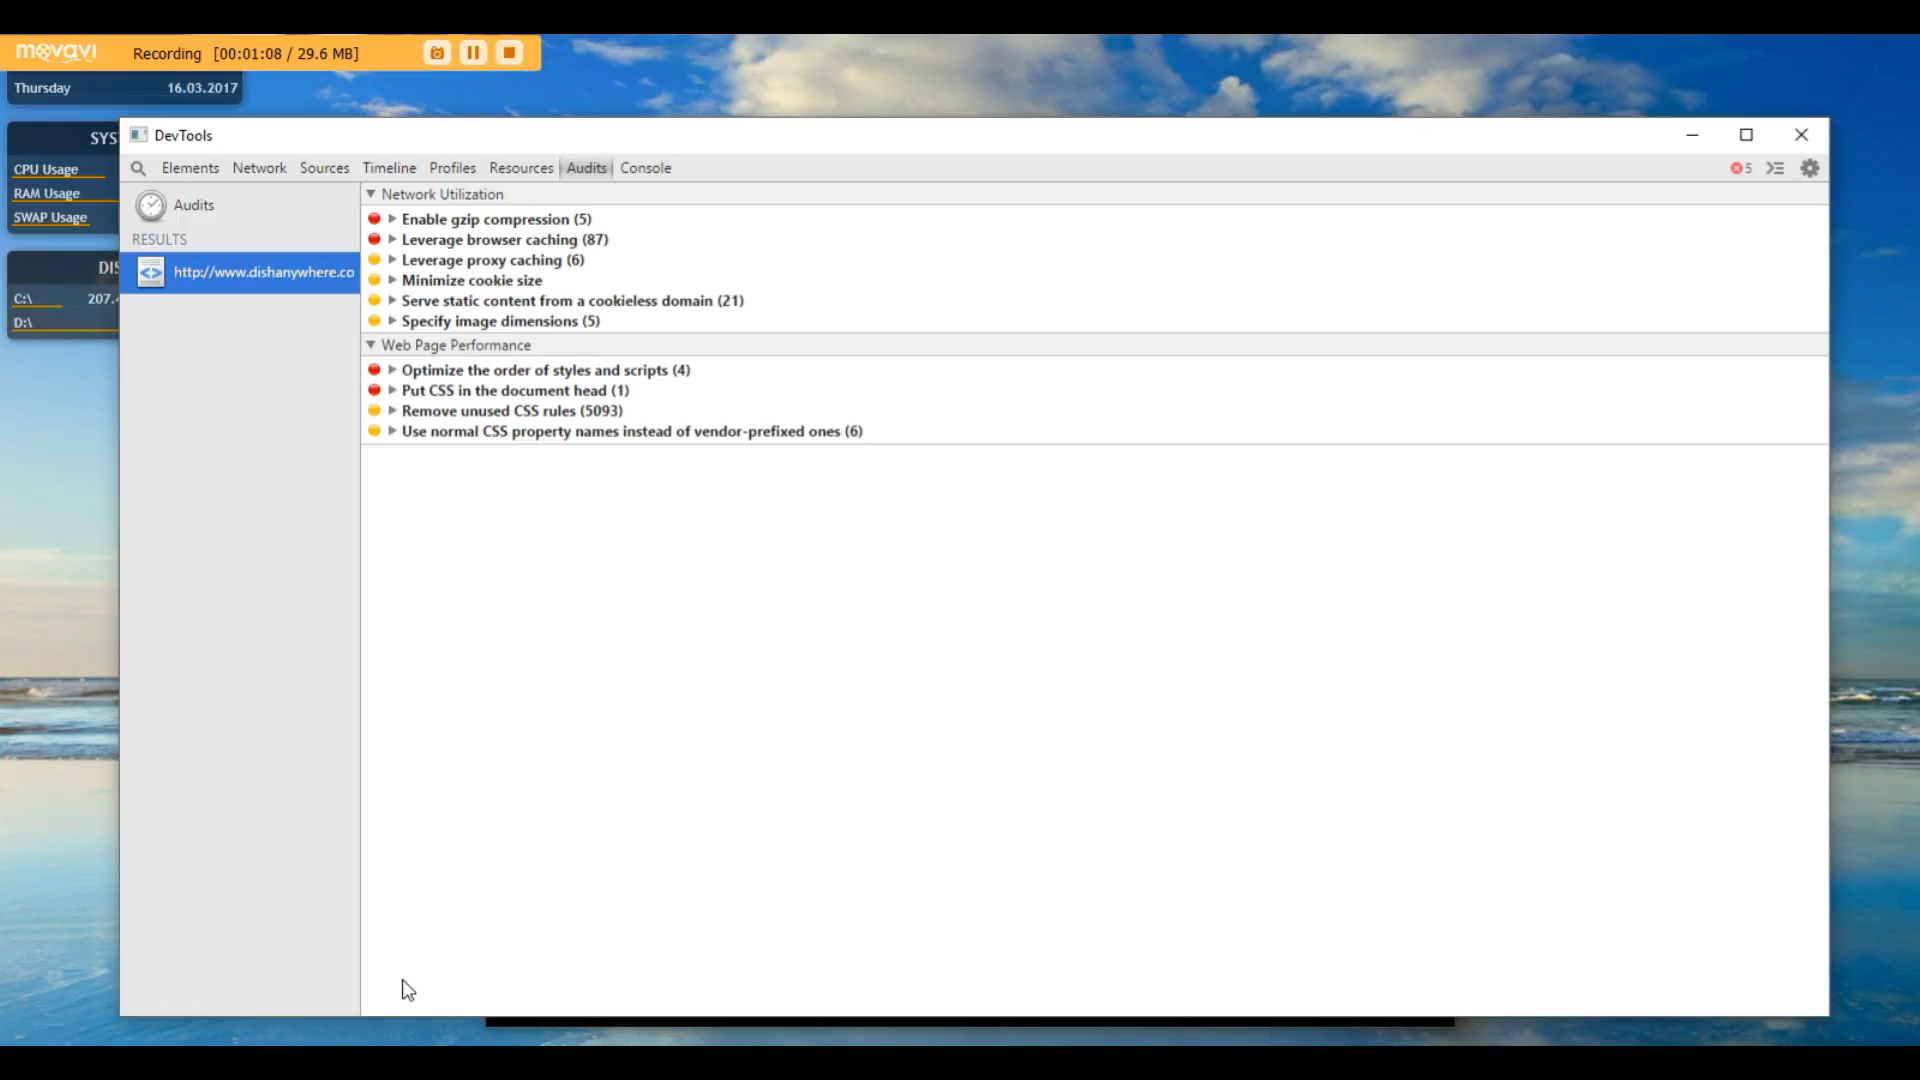 movavi Recording [00:01:08 / 29.6 MB]
Thursday 16.03.2017
SYS
CPU Usage
RAM Usage
SWAP Usage
DIS
C:\ 207.4
D:\
DevTools
Elements Network Sources Timeline Profiles Resources Audits Console 5
Audits
RESULTS
http://www.dishanywhere.co
Network Utilization
Enable gzip compression (5)
Leverage browser caching (87)
Leverage proxy caching (6)
Minimize cookie size
Serve static content from a cookieless domain (21)
Specify image dimensions (5)
Web Page Performance
Optimize the order of styles and scripts (4)
Put CSS in the document head (1)
Remove unused CSS rules (5093)
Use normal CSS property names instead of vendor-prefixed ones (6)